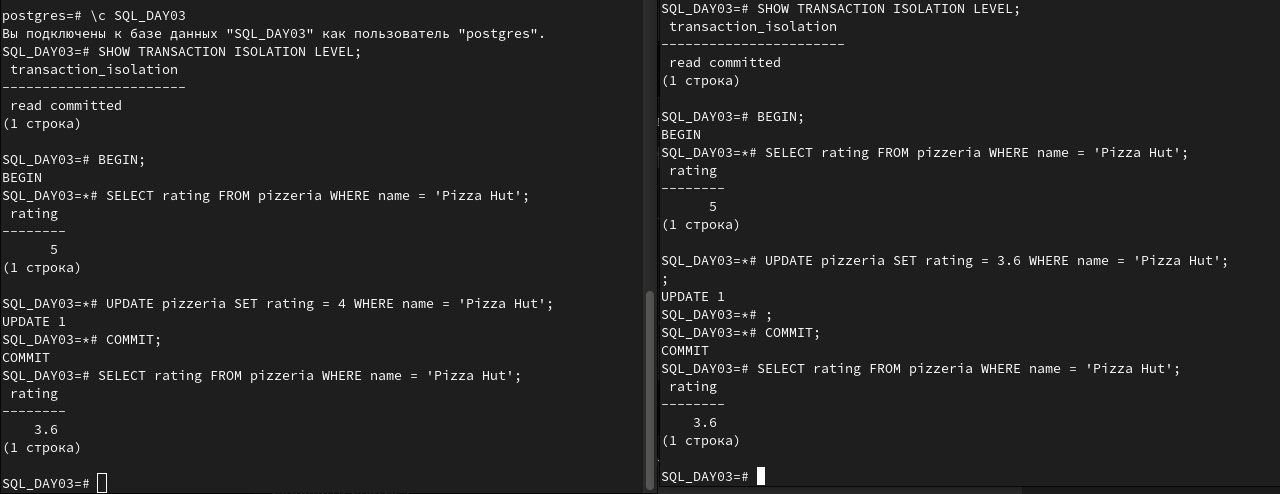 postgres=# \c SQL_DAY03
Вы подключены к базе данных "SQL_DAY03" как пользователь "postgres".
SQL_DAY03=# SHOW TRANSACTION ISOLATION LEVEL;
 transaction_isolation
-----------------------
 read committed
(1 строка)

SQL_DAY03=# BEGIN;
BEGIN
SQL_DAY03=*# SELECT rating FROM pizzeria WHERE name = 'Pizza Hut';
 rating
--------
      5
(1 строка)

SQL_DAY03=*# UPDATE pizzeria SET rating = 4 WHERE name = 'Pizza Hut';
UPDATE 1
SQL_DAY03=*# COMMIT;
COMMIT
SQL_DAY03=# SELECT rating FROM pizzeria WHERE name = 'Pizza Hut';
 rating
--------
    3.6
(1 строка)

SQL_DAY03=#
SQL_DAY03=# SHOW TRANSACTION ISOLATION LEVEL;
 transaction_isolation
-----------------------
 read committed
(1 строка)

SQL_DAY03=# BEGIN;
BEGIN
SQL_DAY03=*# SELECT rating FROM pizzeria WHERE name = 'Pizza Hut';
 rating
--------
      5
(1 строка)

SQL_DAY03=*# UPDATE pizzeria SET rating = 3.6 WHERE name = 'Pizza Hut';
;
UPDATE 1
SQL_DAY03=*# ;
SQL_DAY03=*# COMMIT;
COMMIT
SQL_DAY03=# SELECT rating FROM pizzeria WHERE name = 'Pizza Hut';
 rating
--------
    3.6
(1 строка)

SQL_DAY03=#